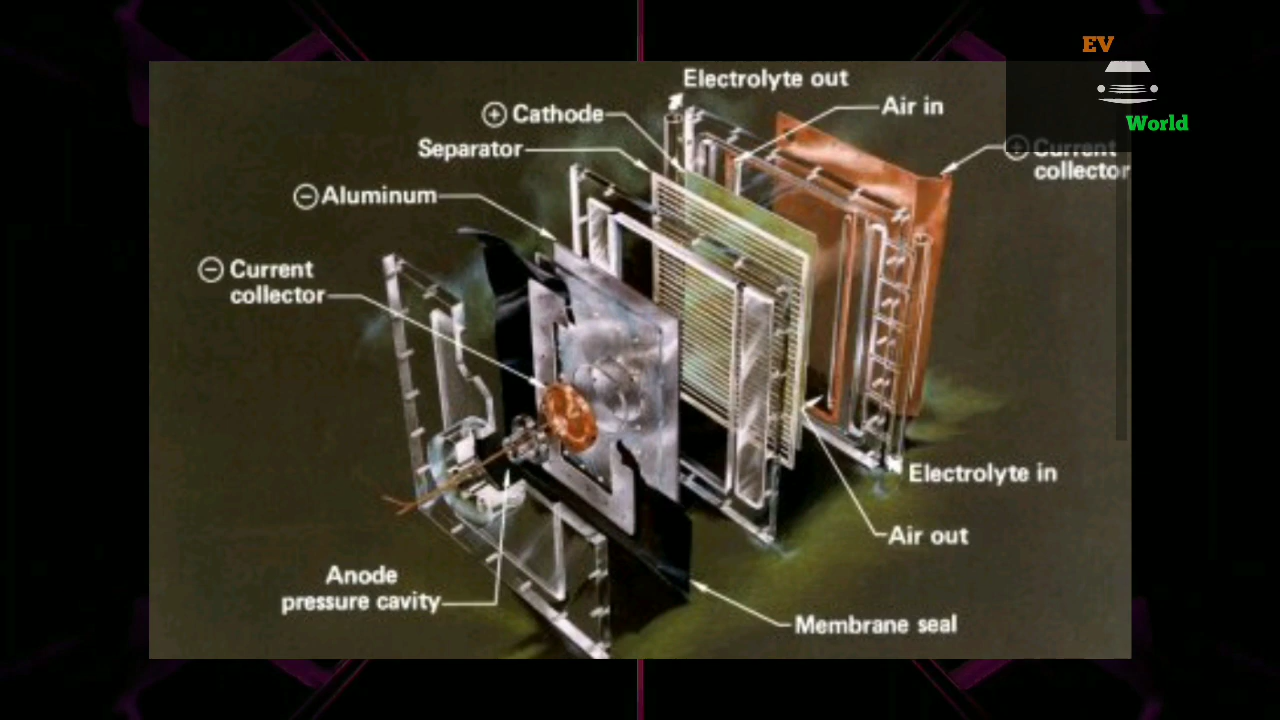 EV
World
Electrolyte out
+ Cathode
Air in
Separator
+ Current
collector
− Aluminum
− Current
collector
Electrolyte in
Air out
Anode
pressure cavity
Membrane seal